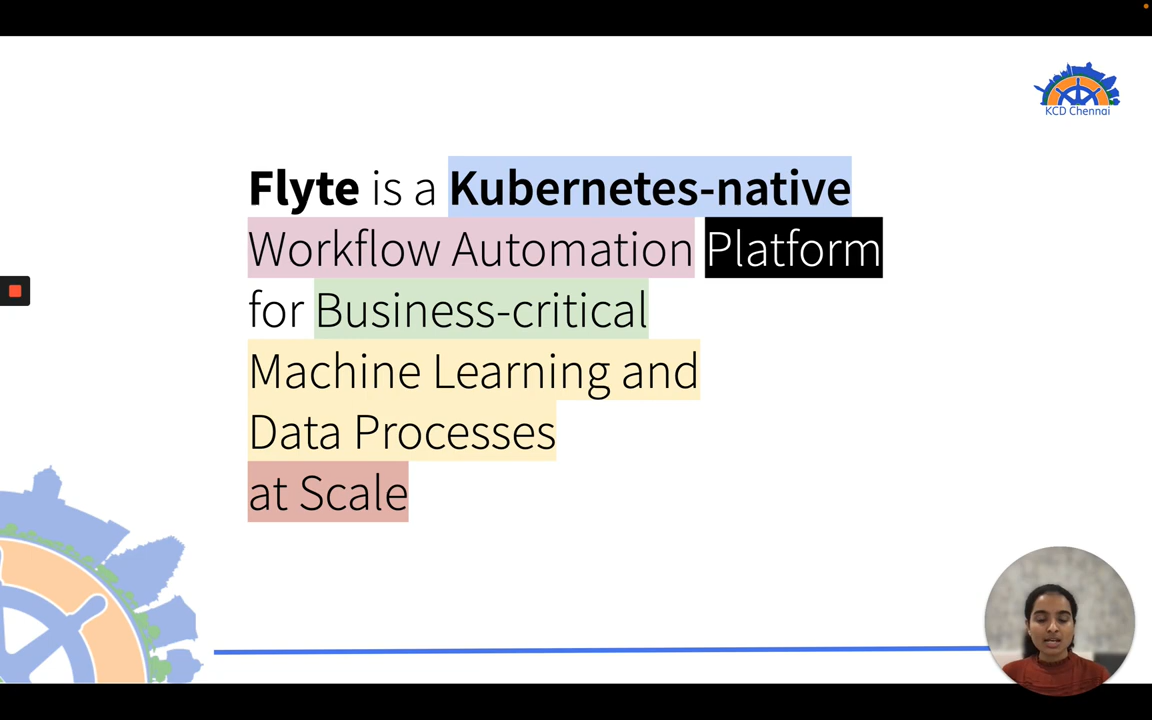 KCD Chennai
Flyte is a Kubernetes-native
Workflow Automation Platform
for Business-critical
Machine Learning and
Data Processes
at Scale